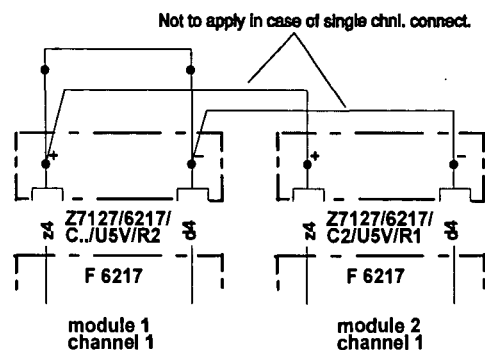 Not to apply in case of single chnl. connect.
+ - + -
z4 Z7127/6217/ d4 z4 Z7127/6217/ d4
C../U5V/R2 C2/U5V/R1
F 6217 F 6217
module 1 module 2
channel 1 channel 1